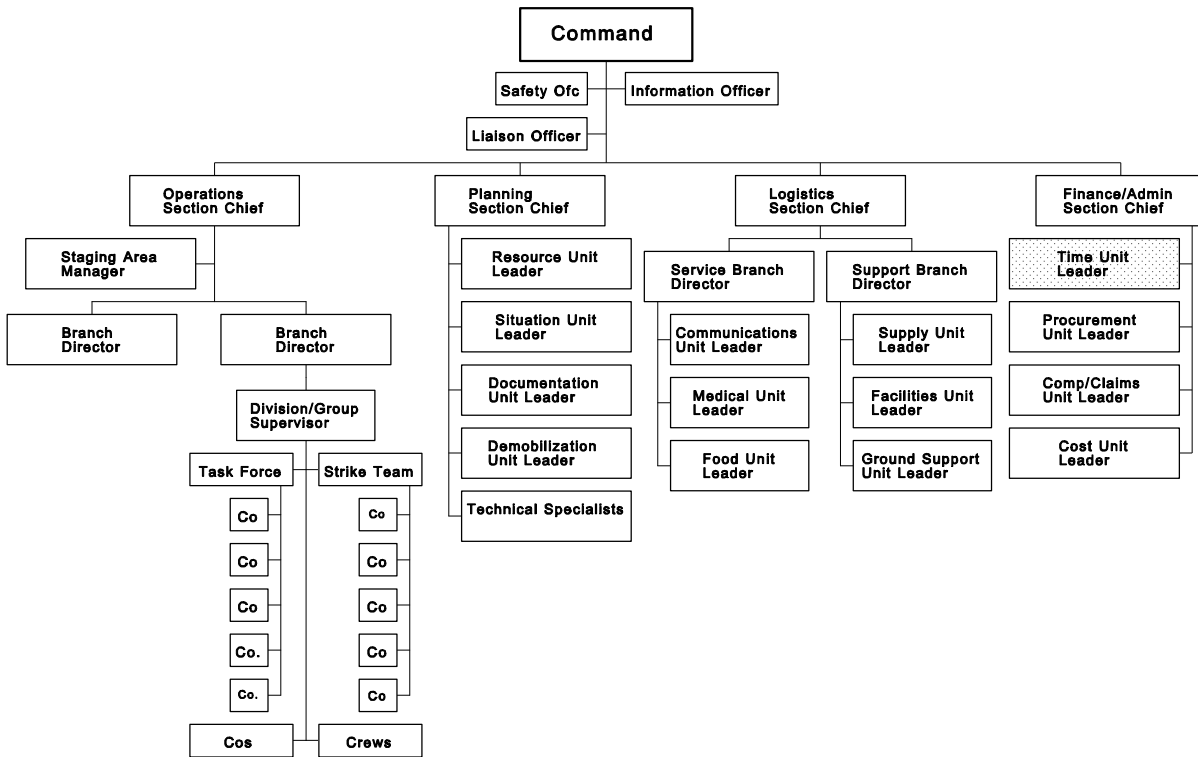 Command
Safety Ofc
Information Officer
Liaison Officer
Operations
Section Chief
Planning
Section Chief
Logistics
Section Chief
Finance/Admin
Section Chief
Staging Area
Manager
Branch
Director
Branch
Director
Division/Group
Supervisor
Task Force
Strike Team
Co
Co
Co
Co
Co
Co
Co.
Co
Co.
Co
Cos
Crews
Resource Unit
Leader
Situation Unit
Leader
Documentation
Unit Leader
Demobilization
Unit Leader
Technical Specialists
Service Branch
Director
Communications
Unit Leader
Medical Unit
Leader
Food Unit
Leader
Support Branch
Director
Supply Unit
Leader
Facilities Unit
Leader
Ground Support
Unit Leader
Time Unit
Leader
Procurement
Unit Leader
Comp/Claims
Unit Leader
Cost Unit
Leader